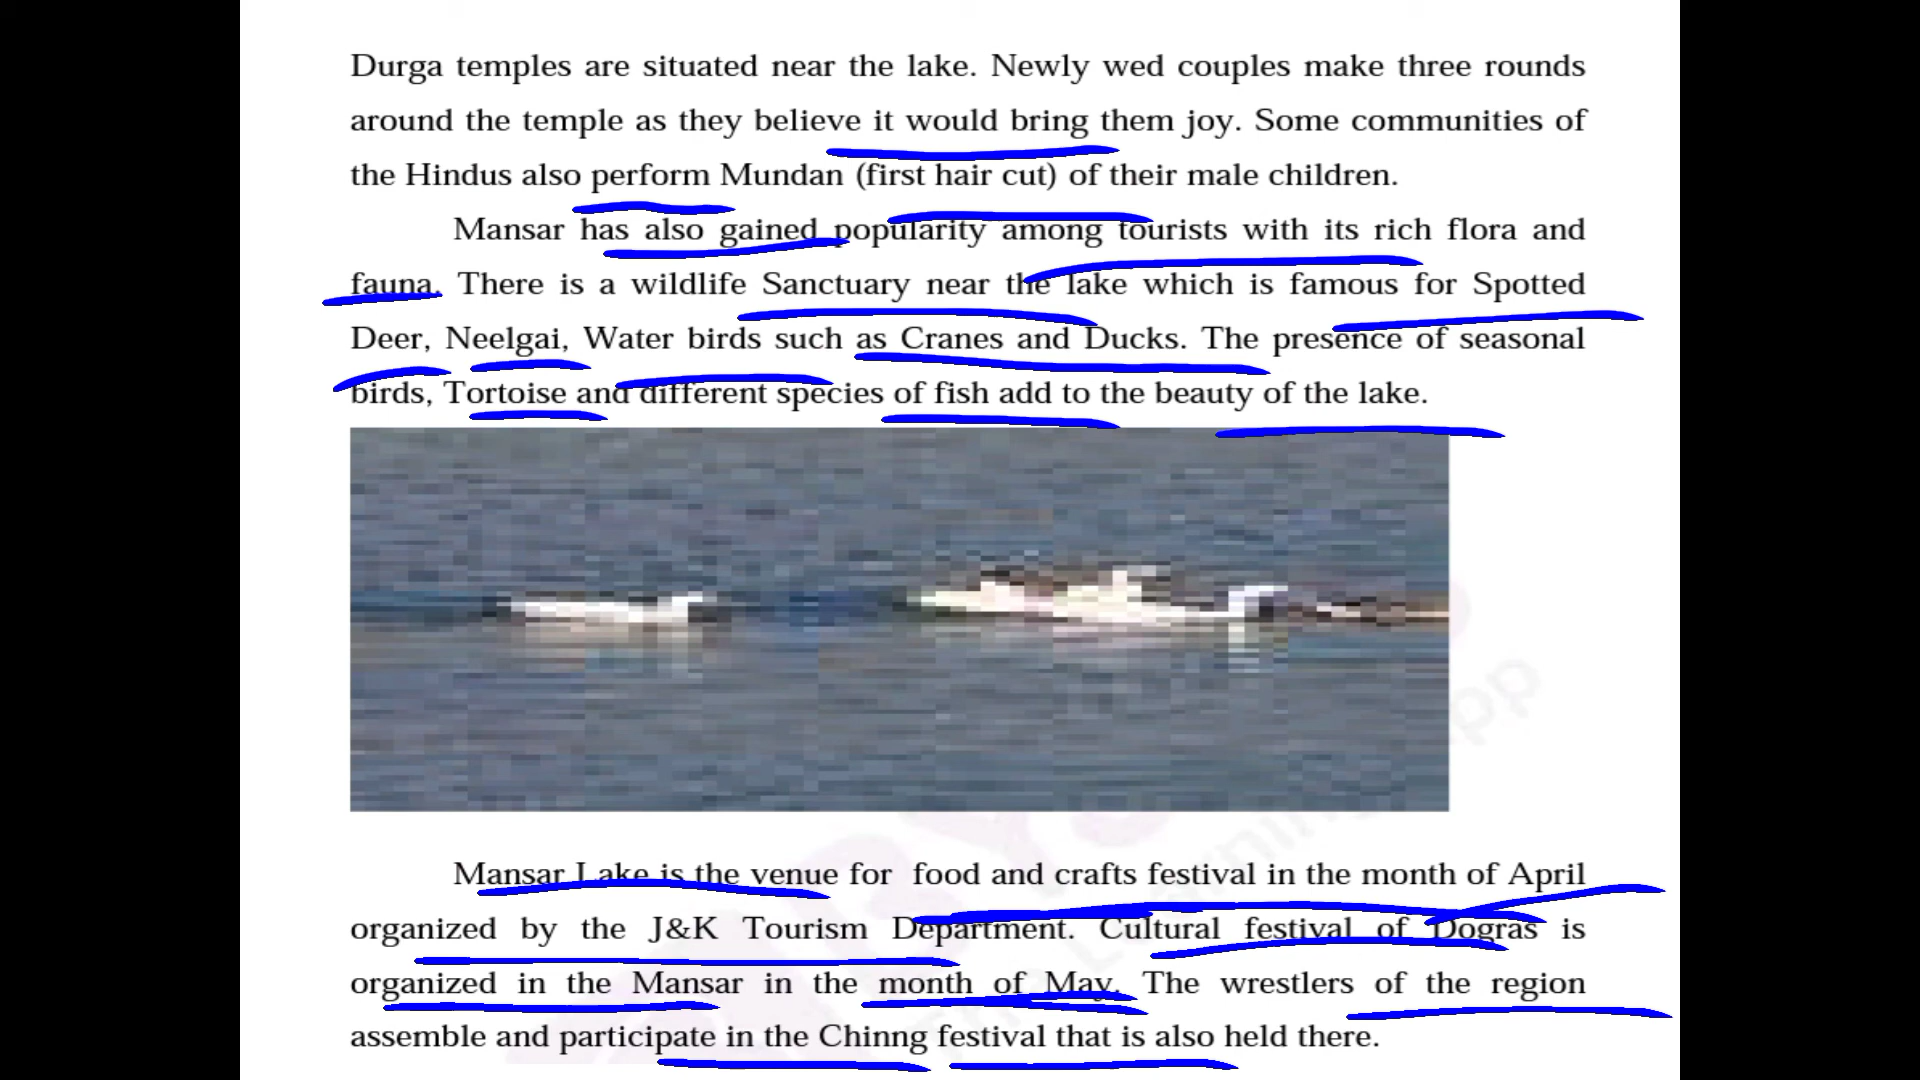 Durga temples are situated near the lake. Newly wed couples make three rounds
around the temple as they believe it would bring them joy. Some communities of
the Hindus also perform Mundan (first hair cut) of their male children.
Mansar has also gained popularity among tourists with its rich flora and
fauna. There is a wildlife Sanctuary near the lake which is famous for Spotted
Deer, Neelgai, Water birds such as Cranes and Ducks. The presence of seasonal
birds, Tortoise and different species of fish add to the beauty of the lake.
Mansar Lake is the venue for food and crafts festival in the month of April
organized by the J&K Tourism Department. Cultural festival of Dogras is
organized in the Mansar in the month of May. The wrestlers of the region
assemble and participate in the Chinng festival that is also held there.